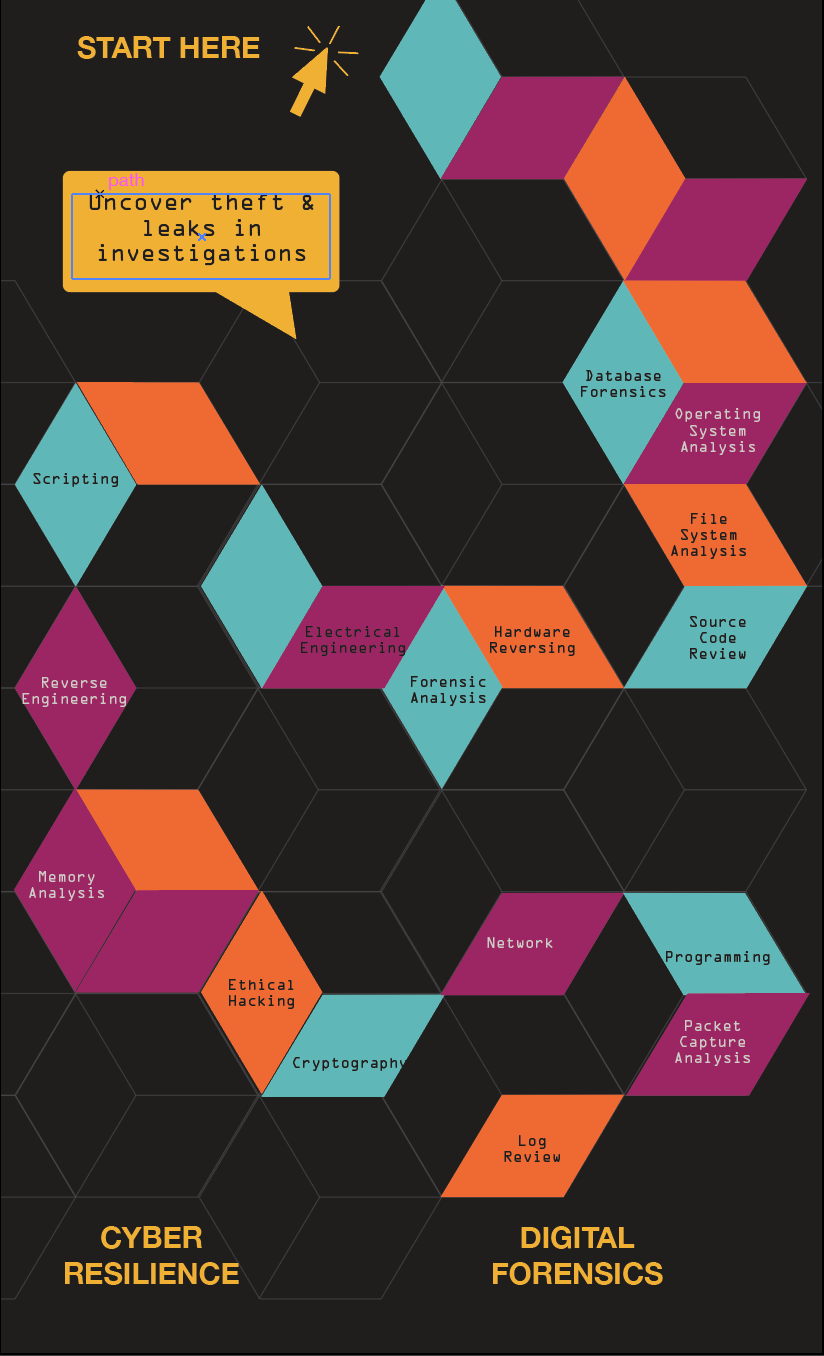 START HERE
path
Uncover theft &
leaks in
investigations
Database
Forensics
Operating
System
Analysis
Scripting
File
System
Analysis
Electrical
Engineering
Hardware
Reversing
Source
Code
Review
Forensic
Analysis
Reverse
Engineering
Memory
Analysis
Network
Programming
Ethical
Hacking
Cryptography
Packet
Capture
Analysis
Log
Review
CYBER
RESILIENCE
DIGITAL
FORENSICS